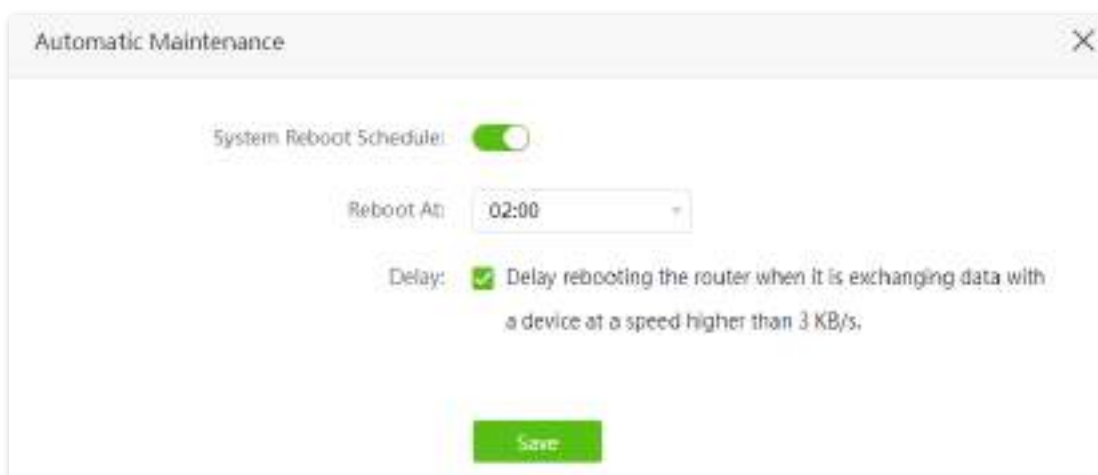 Automatic Maintenance
System Reboot Schedule:
Reboot At: 02:00
Delay: Delay rebooting the router when it is exchanging data with
a device at a speed higher than 3 KB/s.
Save